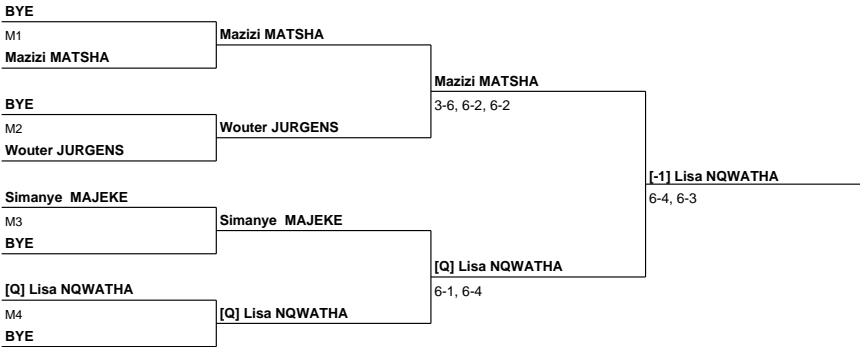 BYE
M1
Mazizi MATSHA
BYE
M2
Wouter JURGENS
Simanye  MAJEKE
M3
BYE
[Q] Lisa NQWATHA
M4
BYE
Mazizi MATSHA
Wouter JURGENS
Simanye  MAJEKE
[Q] Lisa NQWATHA
Mazizi MATSHA
3-6, 6-2, 6-2
[Q] Lisa NQWATHA
6-1, 6-4
[-1] Lisa NQWATHA
6-4, 6-3